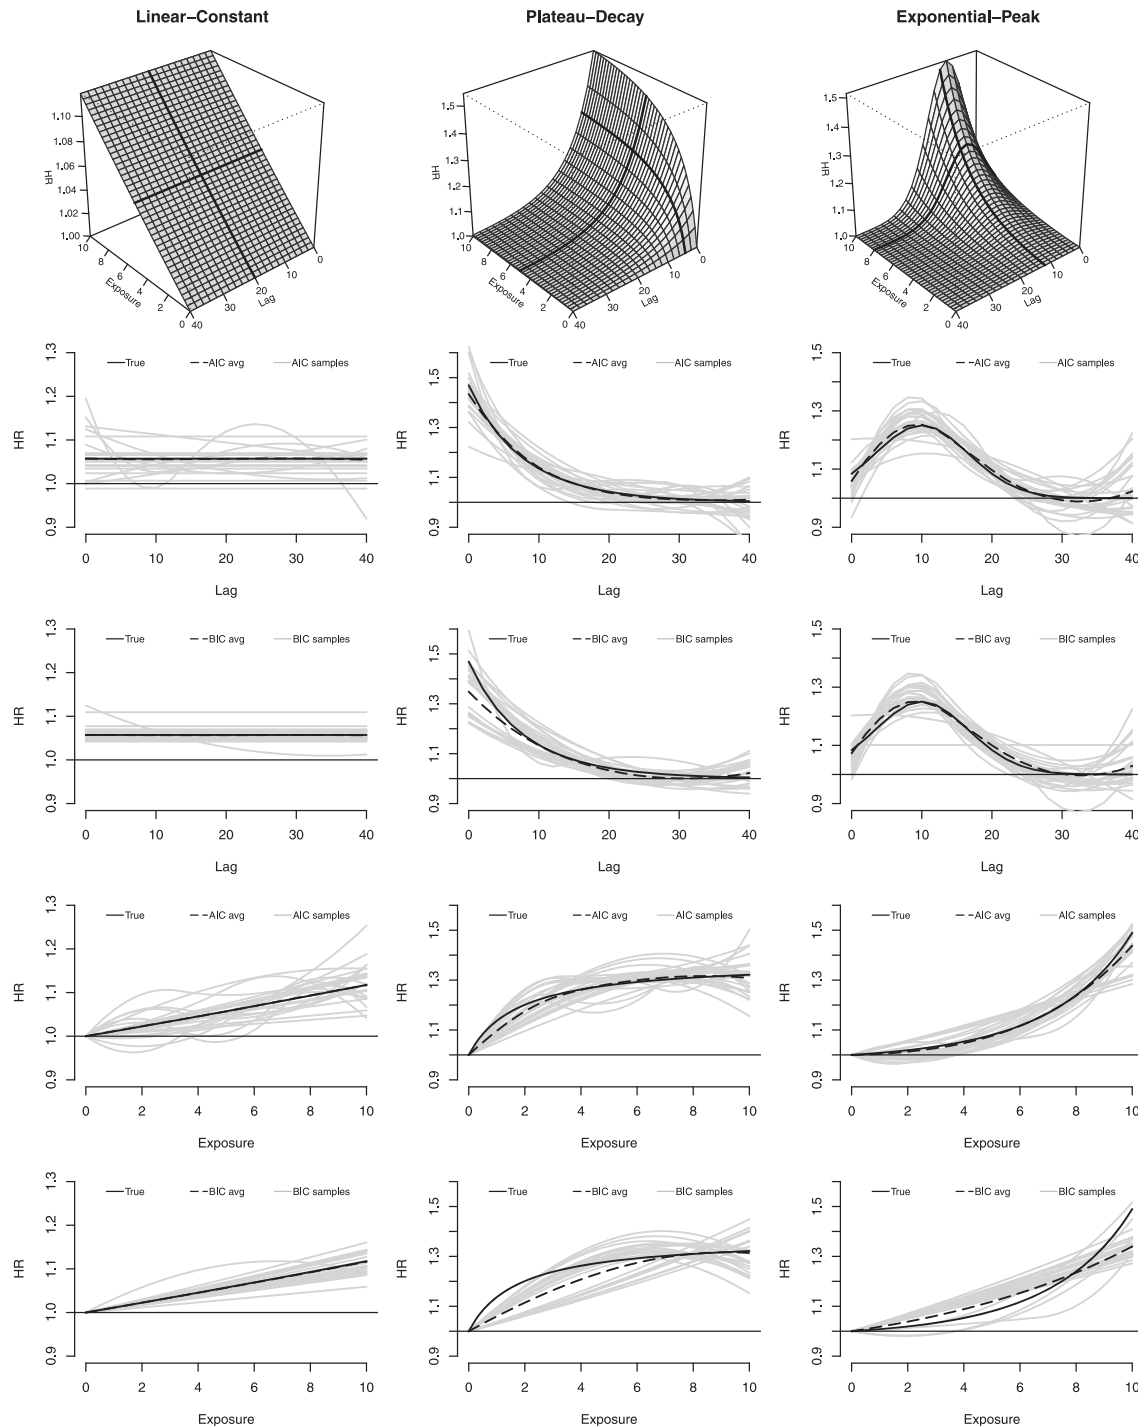 Linear–Constant Plateau–Decay Exponential–Peak
1.10 1.08 1.06 1.04 1.02 1.00 HR 10 8 6 4 2 0 Exposure 40 30 20 10 0 Lag
1.5 1.4 1.3 1.2 1.1 1.0 HR 10 8 6 4 2 0 Exposure 40 30 20 10 0 Lag
1.5 1.4 1.3 1.2 1.1 1.0 HR 10 8 6 4 2 0 Exposure 40 30 20 10 0 Lag
True AIC avg AIC samples True AIC avg AIC samples True AIC avg AIC samples
HR 0.9 1.0 1.1 1.2 1.3 HR 0.9 1.1 1.3 1.5 HR 0.9 1.1 1.3 1.5
0 10 20 30 40 0 10 20 30 40 0 10 20 30 40
Lag Lag Lag
True BIC avg BIC samples True BIC avg BIC samples True BIC avg BIC samples
HR 0.9 1.0 1.1 1.2 1.3 HR 0.9 1.1 1.3 1.5 HR 0.9 1.1 1.3 1.5
0 10 20 30 40 0 10 20 30 40 0 10 20 30 40
Lag Lag Lag
True AIC avg AIC samples True AIC avg AIC samples True AIC avg AIC samples
HR 0.9 1.0 1.1 1.2 1.3 HR 0.9 1.1 1.3 1.5 HR 0.9 1.1 1.3 1.5
0 2 4 6 8 10 0 2 4 6 8 10 0 2 4 6 8 10
Exposure Exposure Exposure
True BIC avg BIC samples True BIC avg BIC samples True BIC avg BIC samples
HR 0.9 1.0 1.1 1.2 1.3 HR 0.9 1.1 1.3 1.5 HR 0.9 1.1 1.3 1.5
0 2 4 6 8 10 0 2 4 6 8 10 0 2 4 6 8 10
Exposure Exposure Exposure